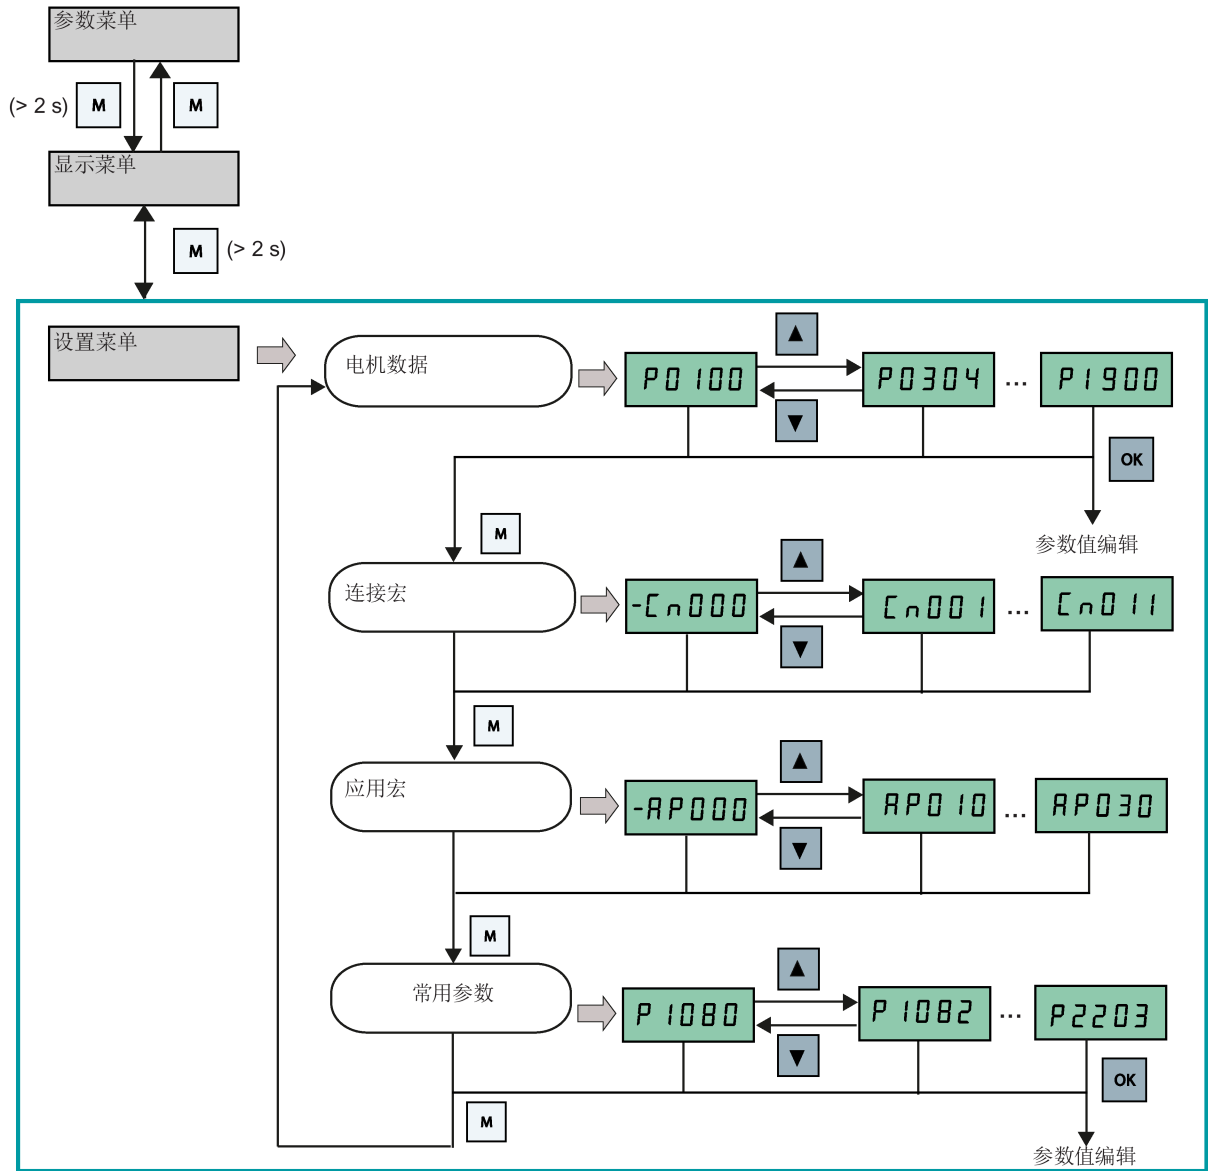 参数菜单
(> 2 s) M M
显示菜单
M (> 2 s)
设置菜单
电机数据
P0100
P0304
...
P1900
OK
参数值编辑
M
连接宏
-Cn000
Cn001
...
Cn011
M
应用宏
-AP000
AP010
...
AP030
M
常用参数
P1080
P1082
...
P2203
OK
M
参数值编辑